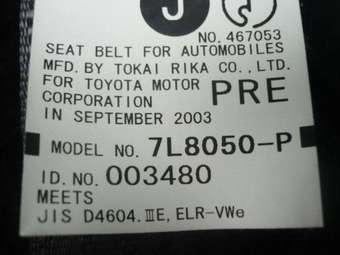 J
NO. 467053
SEAT BELT FOR AUTOMOBILES
MFD. BY TOKAI RIKA CO., LTD.
FOR TOYOTA MOTOR
CORPORATION PRE
IN SEPTEMBER 2003
MODEL NO. 7L8050-P
ID. NO. 003480
MEETS
JIS D4604. ⅢE, ELR-VWe